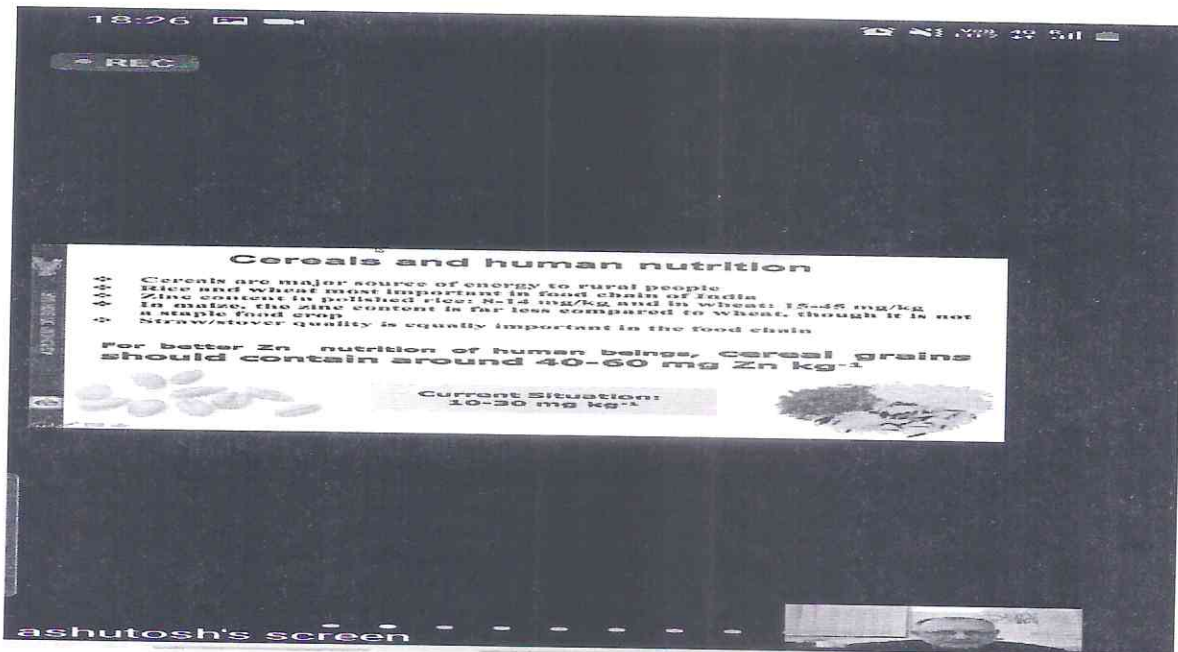 18:26
REC
Cereals and human nutrition
❖ Cereals are major source of energy to rural people
❖ Rice and wheat most important in food chain of India
❖ Zinc content in polished rice: 8-14 mg/kg and in wheat: 15-45 mg/kg
❖ In maize, the zinc content is far less compared to wheat, though it is not
a staple food crop
❖ Straw/stover quality is equally important in the food chain
For better Zn nutrition of human beings, cereal grains
should contain around 40-60 mg Zn kg-1
Current Situation:
10-30 mg kg-1
ashutosh's screen